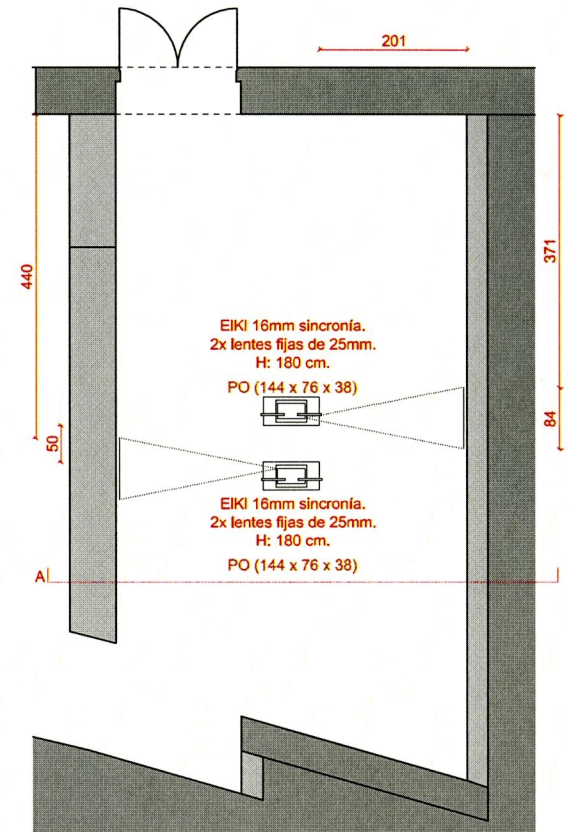 201
440
371
EIKI 16mm sincronía.
2x lentes fijas de 25mm.
H: 180 cm.
PO (144 x 76 x 38)
84
50
EIKI 16mm sincronía.
2x lentes fijas de 25mm.
H: 180 cm.
PO (144 x 76 x 38)
A